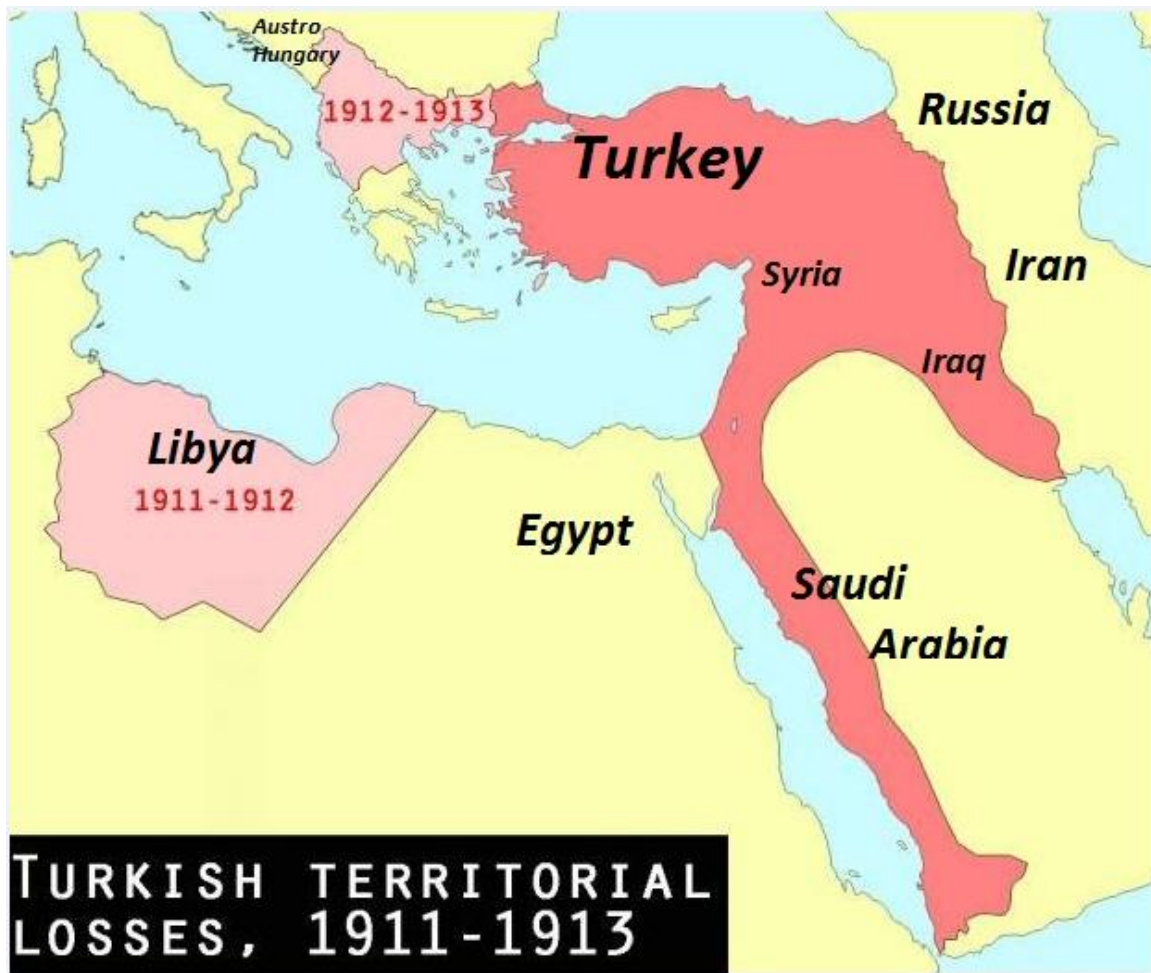 Austro
Hungary
1912-1913
Turkey
Russia
Syria
Iran
Iraq
Libya
1911-1912
Egypt
Saudi
Arabia
TURKISH TERRITORIAL
LOSSES, 1911-1913